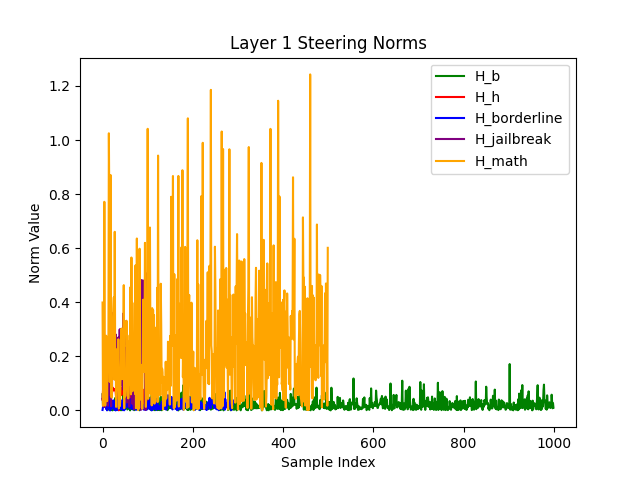 Layer 1 Steering Norms
Norm Value
1.2
1.0
0.8
0.6
0.4
0.2
0.0
H_b
H_h
H_borderline
H_jailbreak
H_math
0
200
400
600
800
1000
Sample Index